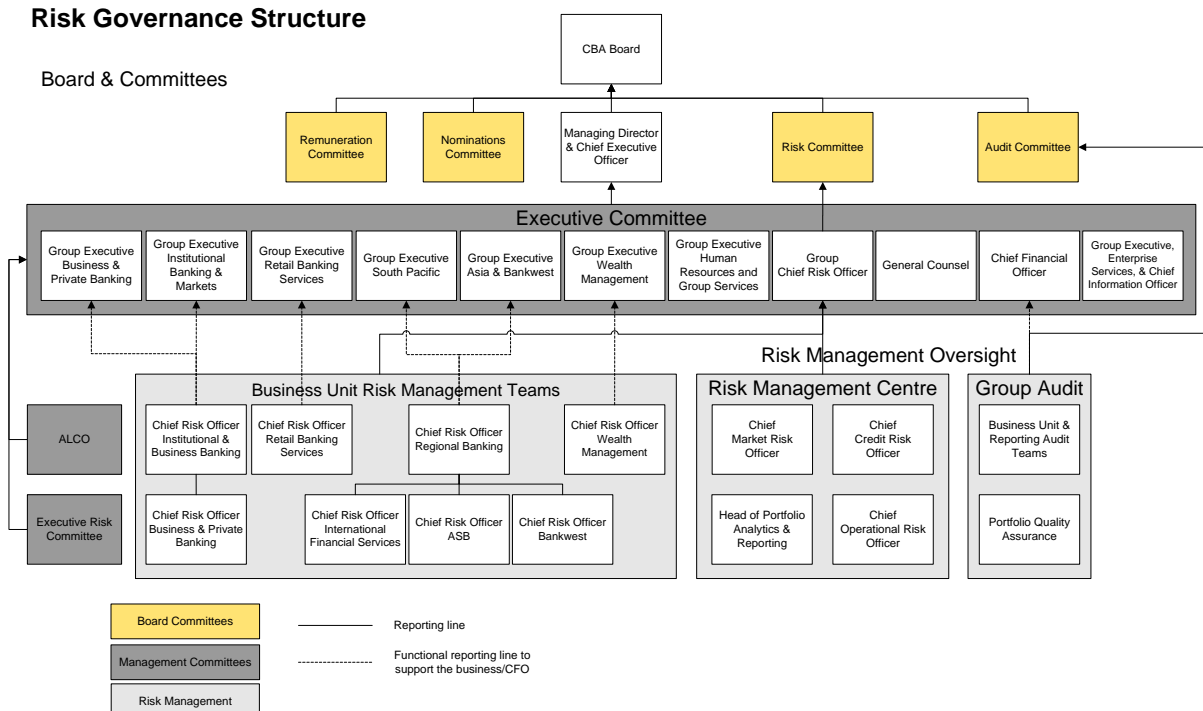 Risk Governance Structure
Board & Committees
CBA Board
Remuneration
Committee
Nominations
Committee
Managing Director
& Chief Executive
Officer
Risk Committee
Audit Committee
Executive Committee
Group Executive
Business &
Private Banking
Group Executive
Institutional
Banking &
Markets
Group Executive
Retail Banking
Services
Group Executive
South Pacific
Group Executive
Asia & Bankwest
Group Executive
Wealth
Management
Group Executive
Human
Resources and
Group Services
Group
Chief Risk Officer
General Counsel
Chief Financial
Officer
Group Executive,
Enterprise
Services, & Chief
Information Officer
Risk Management Oversight
Business Unit Risk Management Teams
Risk Management Centre
Group Audit
ALCO
Chief Risk Officer
Institutional &
Business Banking
Chief Risk Officer
Retail Banking
Services
Chief Risk Officer
Regional Banking
Chief Risk Officer
Wealth
Management
Chief
Market Risk
Officer
Chief
Credit Risk
Officer
Business Unit
& Reporting Audit
Teams
Executive Risk
Committee
Chief Risk Officer
Business & Private
Banking
Chief Risk Officer
International
Financial Services
Chief Risk Officer
ASB
Chief Risk Officer
Bankwest
Head of Portfolio
Analytics &
Reporting
Chief
Operational Risk
Officer
Portfolio Quality
Assurance
Board Committees
Reporting line
Management Committees
Functional reporting line to
support the business/CFO
Risk Management